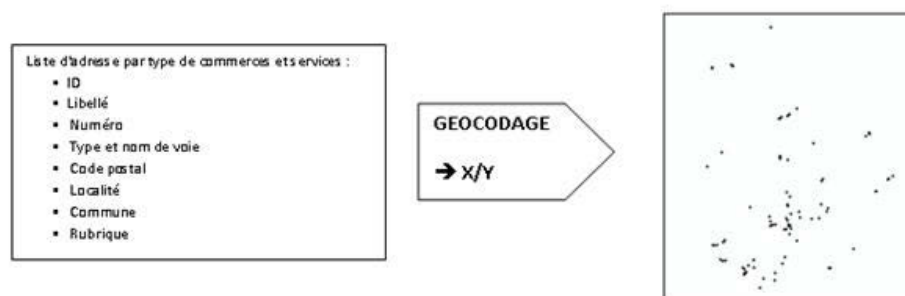 Liste d'adresse par type de commerces et services :
▪ ID
▪ Libellé
▪ Numéro
▪ Type et nom de voie
▪ Code postal
▪ Localité
▪ Commune
▪ Rubrique
GEOCODAGE
➔ X/Y